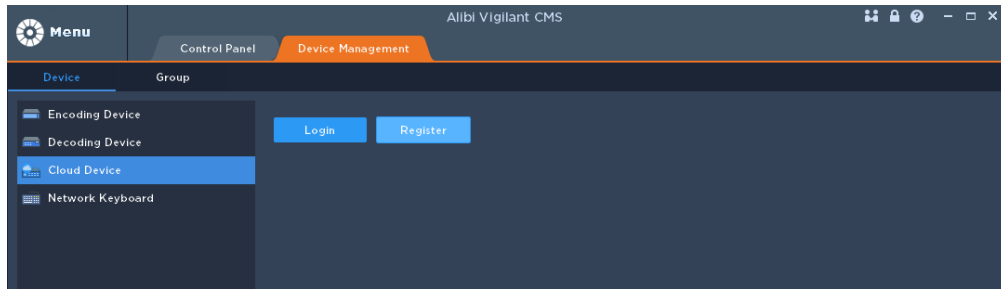 Alibi Vigilant CMS
Menu
Control Panel
Device Management
Device
Group
Encoding Device
Decoding Device
Cloud Device
Network Keyboard
Login
Register